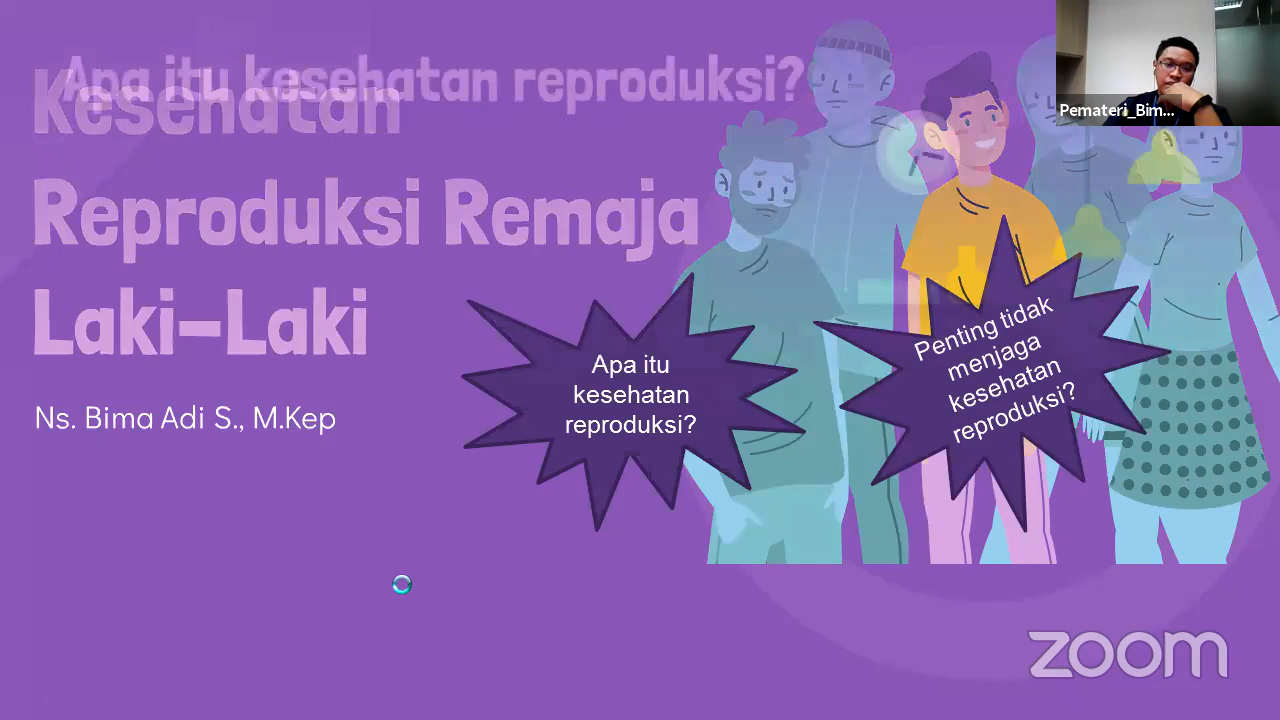 Apa itu kesehatan reproduksi?
Kesehatan
Reproduksi Remaja
Laki-Laki
Ns. Bima Adi S., M.Kep
Apa itu
kesehatan
reproduksi?
Penting tidak
menjaga
kesehatan
reproduksi?
Pemateri_Bim...
zoom